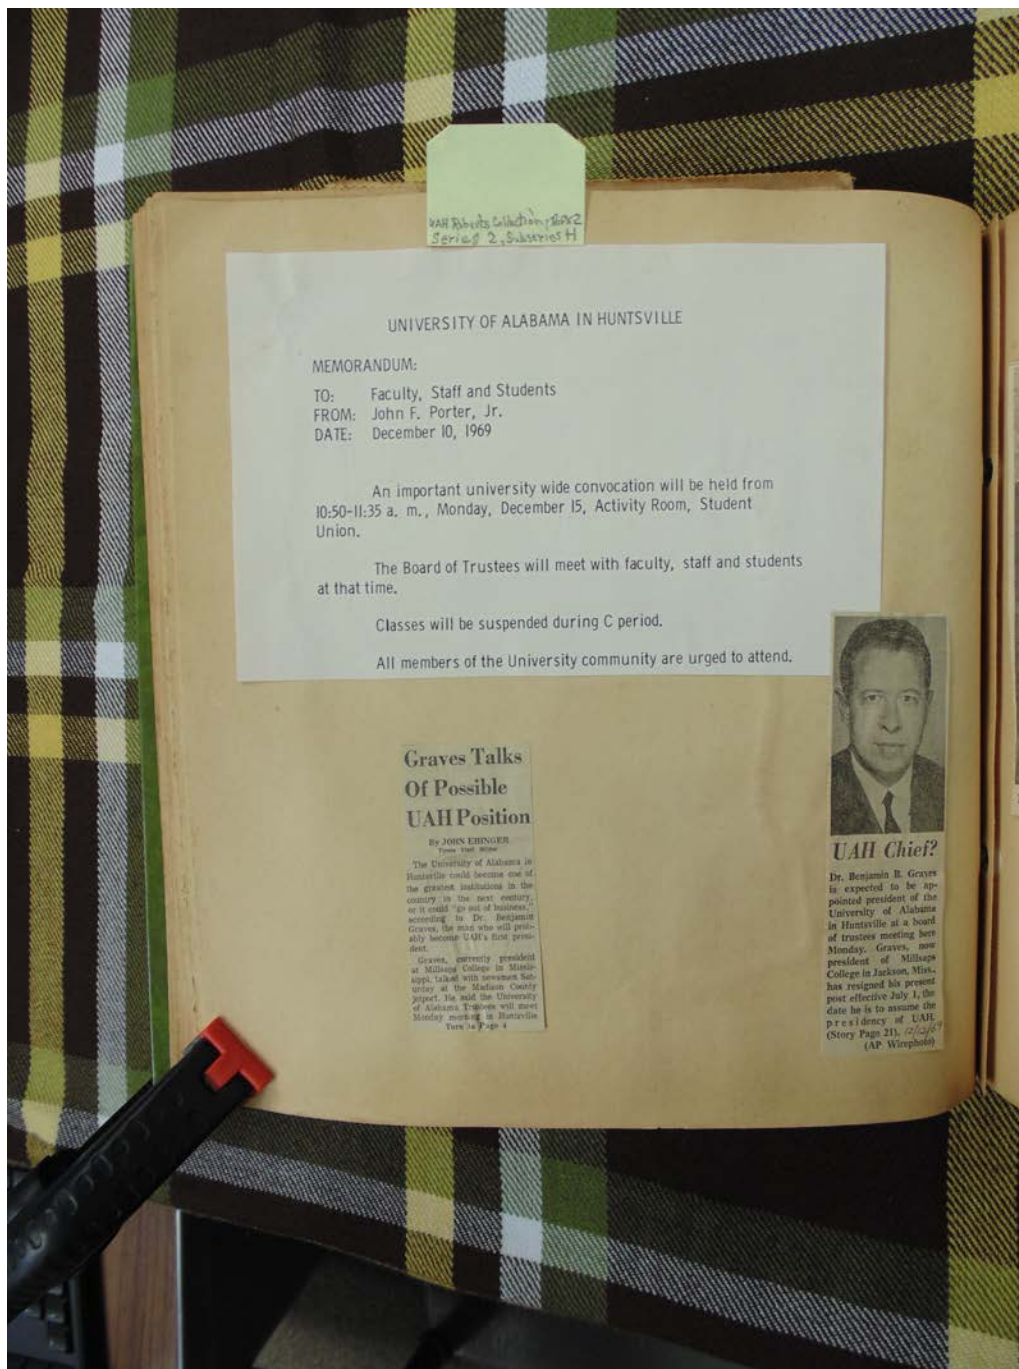 UAH Roberts Collection, Box 2
Series 2, Subseries H
UNIVERSITY OF ALABAMA IN HUNTSVILLE
MEMORANDUM:
TO: Faculty, Staff and Students
FROM: John F. Porter, Jr.
DATE: December 10, 1969
An important university wide convocation will be held from
10:50-11:35 a. m., Monday, December 15, Activity Room, Student
Union.
The Board of Trustees will meet with faculty, staff and students
at that time.
Classes will be suspended during C period.
All members of the University community are urged to attend.
Graves Talks
Of Possible
UAH Position
By JOHN EHINGER
Times Staff Writer
The University of Alabama in
Huntsville could become one of
the greatest institutions in the
country in the next century,
or it could "go out of business,"
according to Dr. Benjamin
Graves, the man who will prob-
ably become UAH's first presi-
dent.
Graves, currently president
at Millsaps College in Missis-
sippi, talked with newsmen Sat-
urday at the Madison County
jetport. He said the University
of Alabama Trustees will meet
Monday morning in Huntsville
Turn to Page 4
UAH Chief?
Dr. Benjamin B. Graves
is expected to be ap-
pointed president of the
University of Alabama
in Huntsville at a board
of trustees meeting here
Monday. Graves, now
president of Millsaps
College in Jackson, Miss.,
has resigned his present
post effective July 1, the
date he is to assume the
presidency of UAH.
(Story Page 21). 12/12/69
(AP Wirephoto)